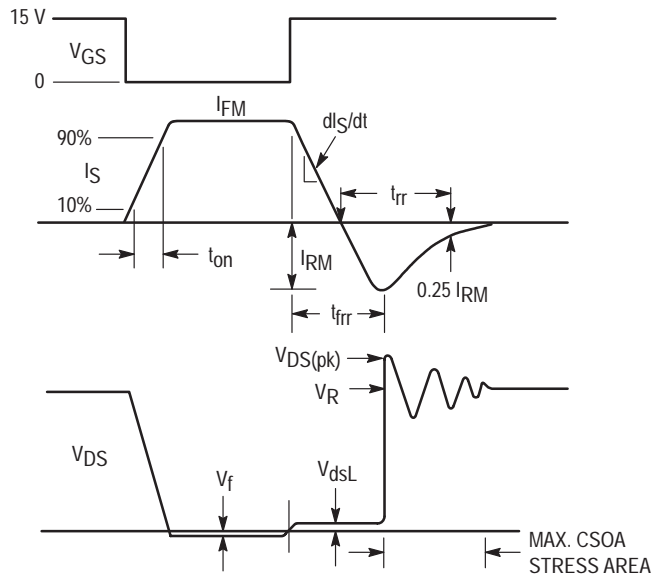 15 V
VGS
0
IFM
90%
dIS/dt
IS
trr
10%
ton
IRM
0.25 IRM
tfrr
VDS(pk)
VR
VDS
Vf
VdsL
MAX. CSOA
STRESS AREA